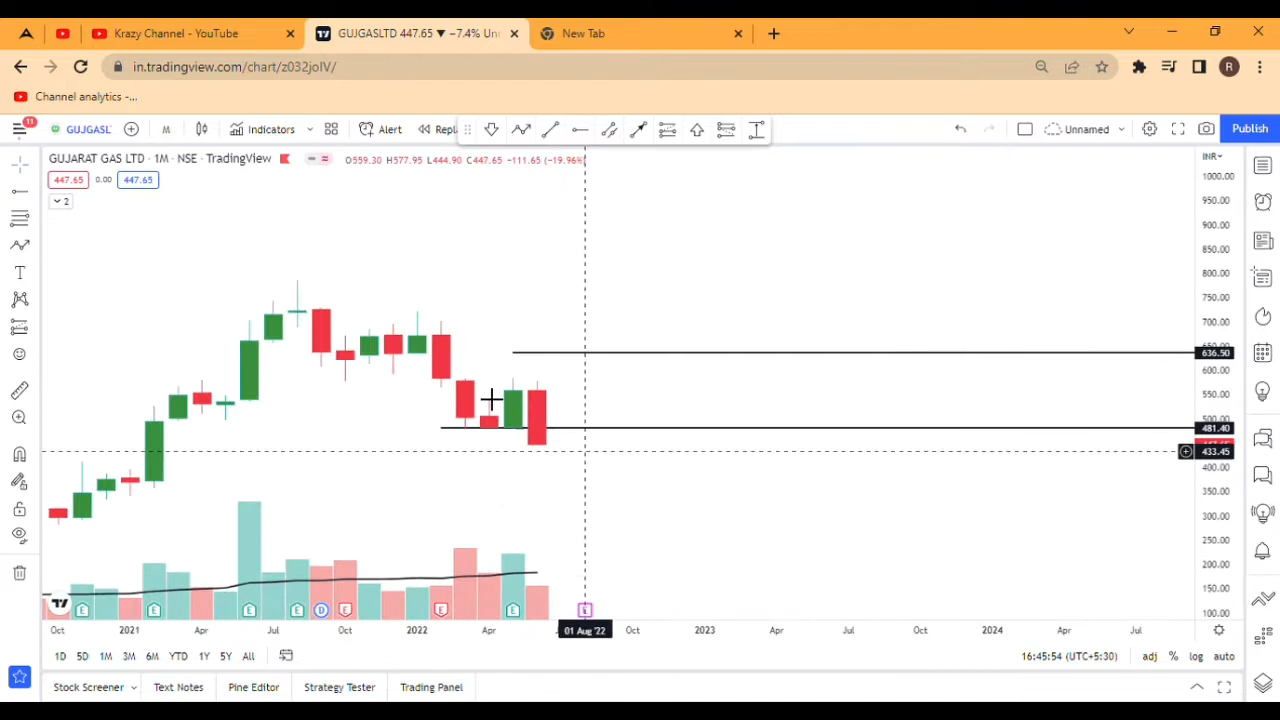 Krazy Channel - YouTube
GUJGASLTD 447.65 ▼ −7.4% Unr
New Tab
in.tradingview.com/chart/z032joIV/
R
Channel analytics -...
11
GUJGASL
M
Indicators
Alert
Repl
Unnamed
Publish
GUJARAT GAS LTD · 1M · NSE · TradingView
O559.30 H577.95 L444.90 C447.65 −111.65 (−19.96%)
INR
447.65
0.00
447.65
2
1000.00
950.00
900.00
850.00
800.00
750.00
700.00
636.50
600.00
550.00
500.00
481.40
433.45
400.00
350.00
300.00
250.00
200.00
150.00
100.00
E E E E D E E E
Oct 2021 Apr Jul Oct 2022 Apr 01 Aug '22 Oct 2023 Apr Jul Oct 2024 Apr Jul
1D 5D 1M 3M 6M YTD 1Y 5Y All
16:45:54 (UTC+5:30)
adj % log auto
Stock Screener
Text Notes
Pine Editor
Strategy Tester
Trading Panel